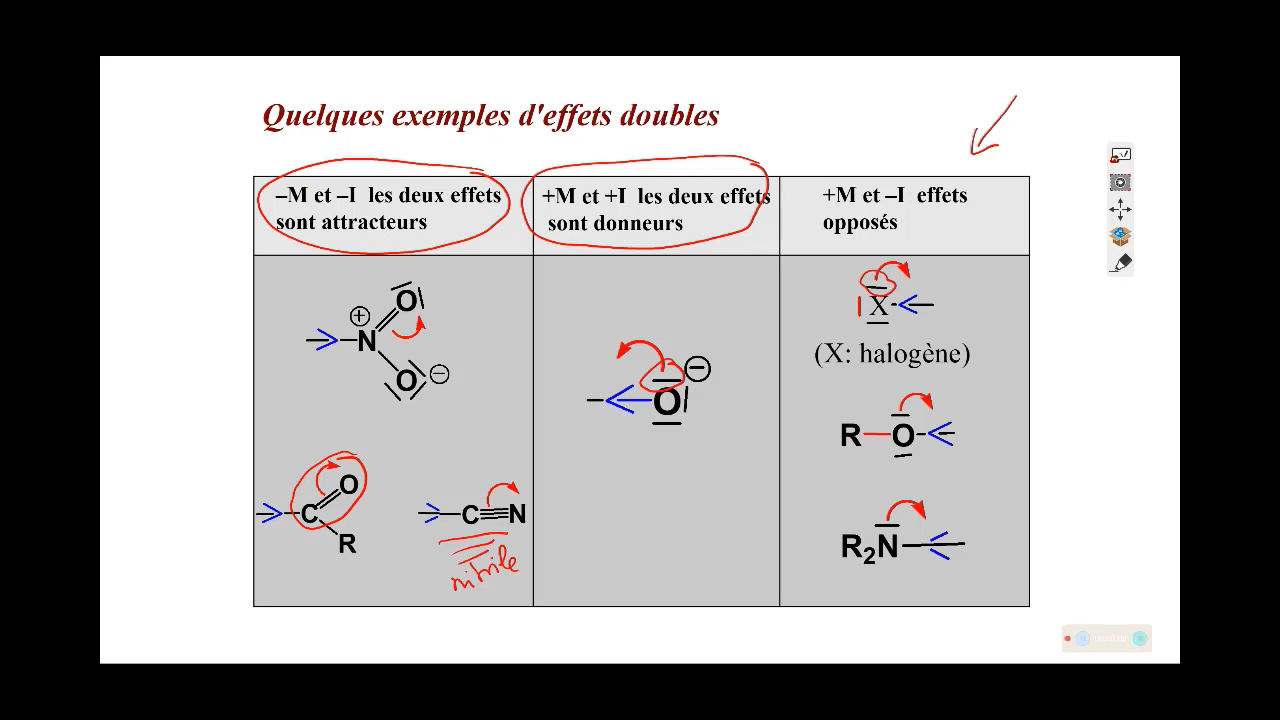 Quelques exemples d'effets doubles
–M et –I les deux effets
sont attracteurs
+M et +I les deux effets
sont donneurs
+M et –I effets
opposés
O
N
O
C
O
R
C≡N
nitrile
O
X
(X: halogène)
R—O
R₂N